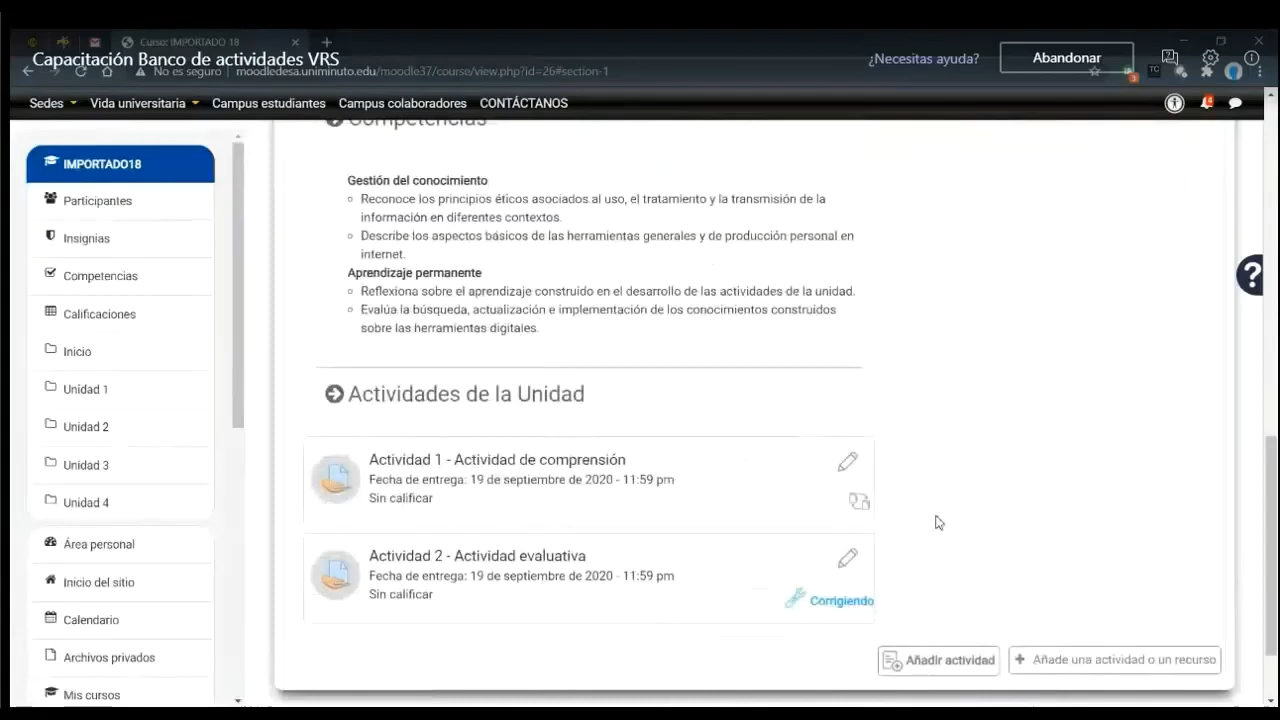 Curso: IMPORTADO 18
Capacitación Banco de actividades VRS
¿Necesitas ayuda?
Abandonar
No es seguro | moodledesa.uniminuto.edu/moodle37/course/view.php?id=26#section-1
TC
3
Sedes Vida universitaria Campus estudiantes Campus colaboradores CONTÁCTANOS
4
IMPORTADO18
Participantes
Insignias
Competencias
Calificaciones
Inicio
Unidad 1
Unidad 2
Unidad 3
Unidad 4
Área personal
Inicio del sitio
Calendario
Archivos privados
Mis cursos
Competencias
Gestión del conocimiento
Reconoce los principios éticos asociados al uso, el tratamiento y la transmisión de la
información en diferentes contextos.
Describe los aspectos básicos de las herramientas generales y de producción personal en
internet.
Aprendizaje permanente
Reflexiona sobre el aprendizaje construido en el desarrollo de las actividades de la unidad.
Evalúa la búsqueda, actualización e implementación de los conocimientos construidos
sobre las herramientas digitales.
Actividades de la Unidad
Actividad 1 - Actividad de comprensión
Fecha de entrega: 19 de septiembre de 2020 - 11:59 pm
Sin calificar
Actividad 2 - Actividad evaluativa
Fecha de entrega: 19 de septiembre de 2020 - 11:59 pm
Sin calificar
Corrigiendo
Añadir actividad
+ Añade una actividad o un recurso
?